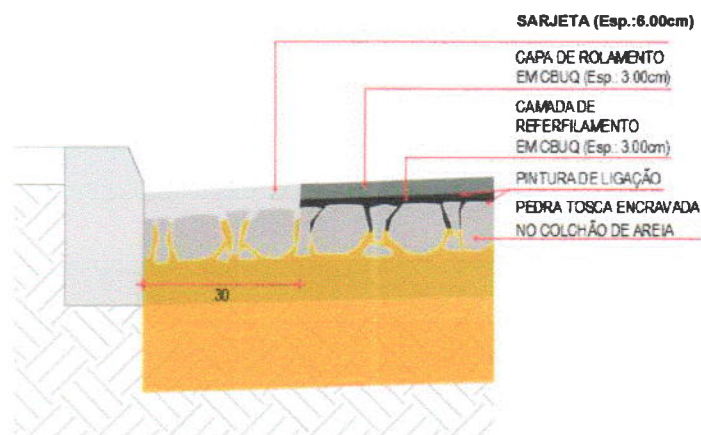 SARJETA (Esp.:6.00cm)
CAPA DE ROLAMENTO
EM CBUQ (Esp.: 3.00cm)
CAMADA DE
REFERFILAMENTO
EM CBUQ (Esp.: 3.00cm)
PINTURA DE LIGAÇÃO
PEDRA TOSCA ENCRAVADA
NO COLCHÃO DE AREIA
30